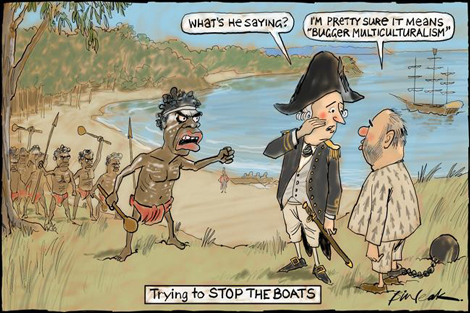 WHAT'S HE SAYING?
I'M PRETTY SURE IT MEANS
"BUGGER MULTICULTURALISM"
Trying to STOP THE BOATS